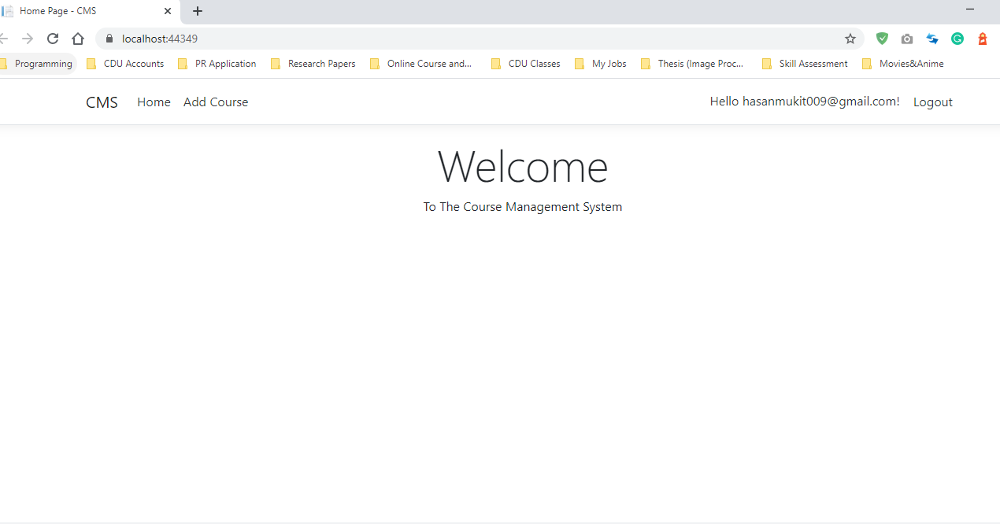 Home Page - CMS
localhost:44349
Programming CDU Accounts PR Application Research Papers Online Course and... CDU Classes My Jobs Thesis (Image Proc... Skill Assessment Movies&Anime
CMS Home Add Course Hello hasanmukit009@gmail.com! Logout
Welcome
To The Course Management System